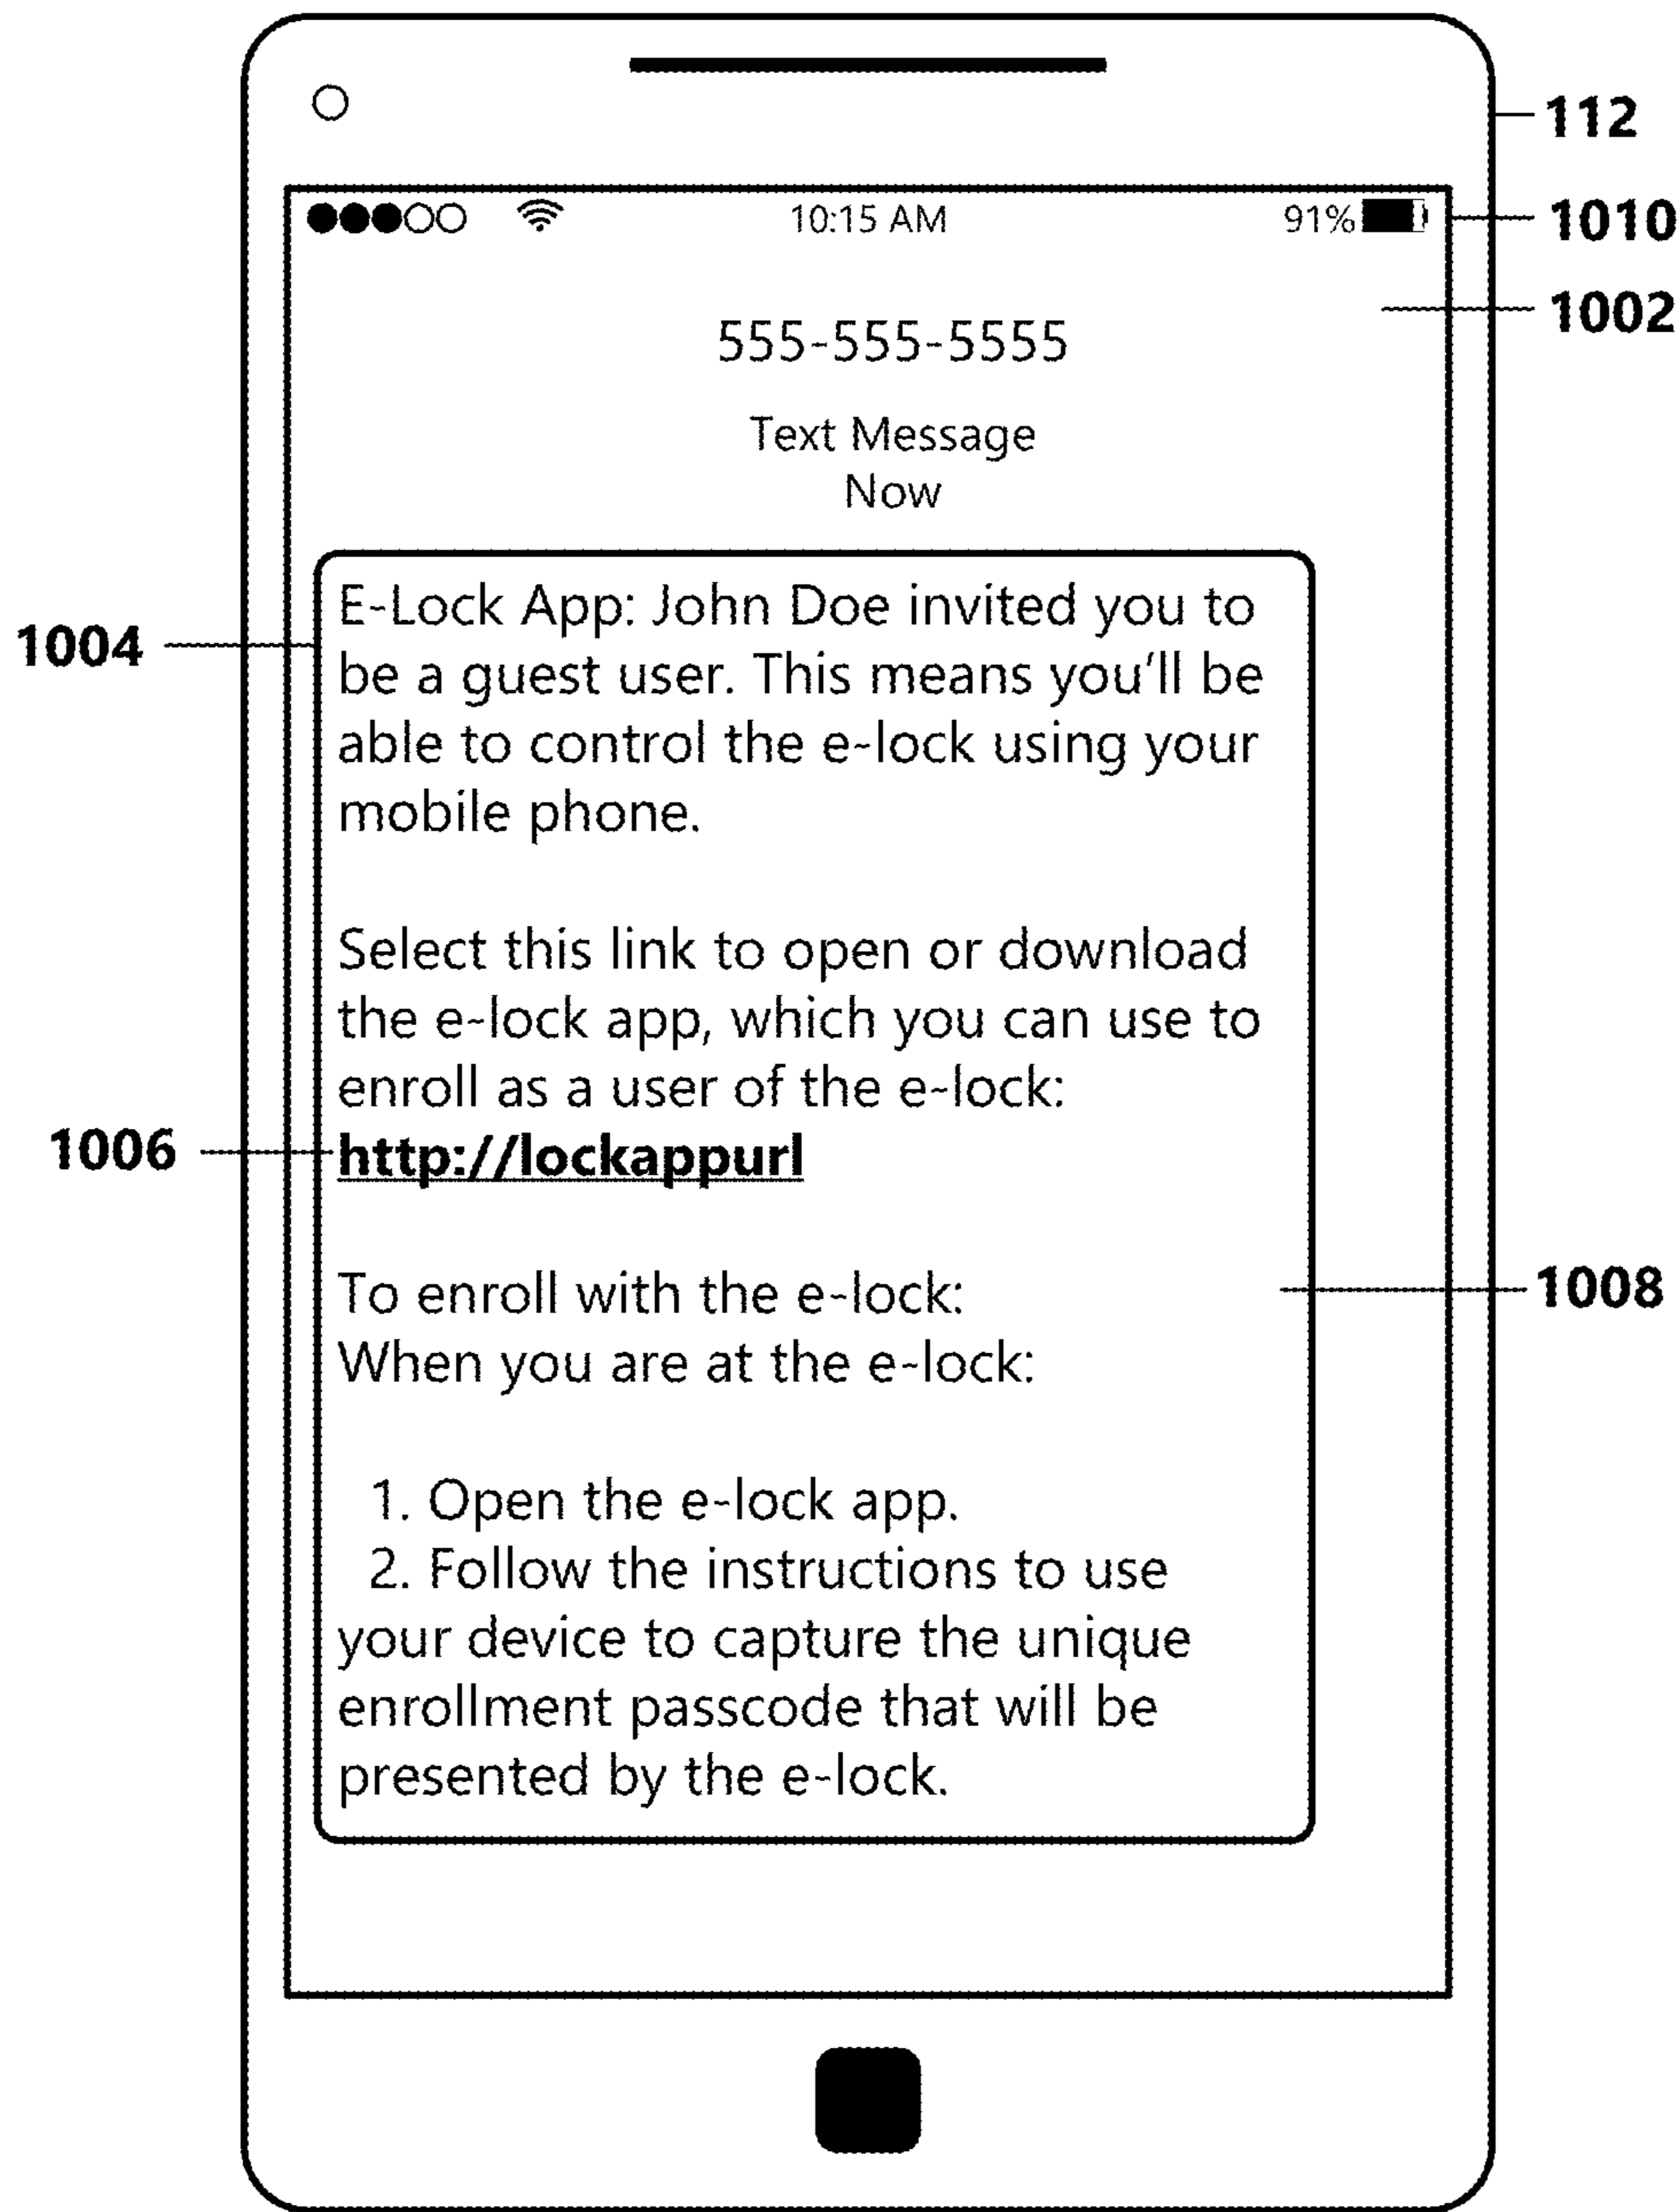 112
10:15 AM 91% 1010
1002
555-555-5555
Text Message
Now
E-Lock App: John Doe invited you to
1004
be a guest user. This means you'll be
able to control the e-lock using your
mobile phone.
Select this link to open or download
the e-lock app, which you can use to
enroll as a user of the e-lock:
1006 http://lockappurl
To enroll with the e-lock: 1008
When you are at the e-lock:
1. Open the e-lock app.
2. Follow the instructions to use
your device to capture the unique
enrollment passcode that will be
presented by the e-lock.